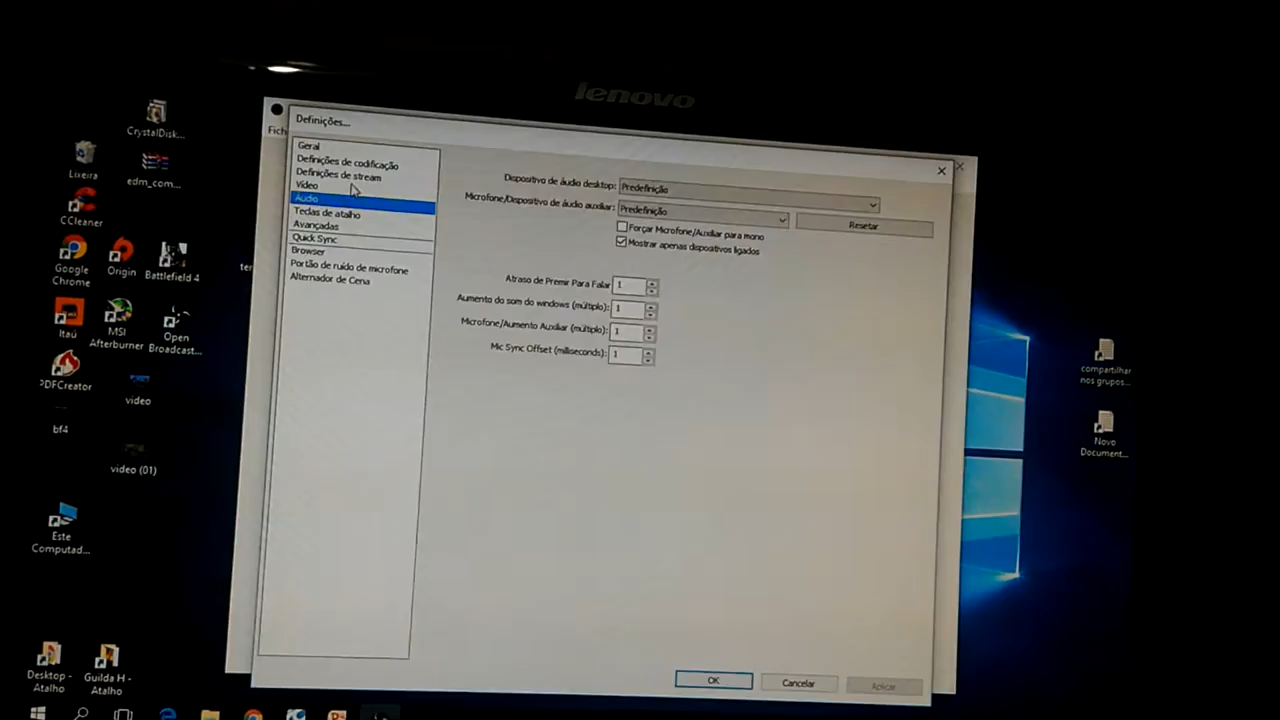 lenovo
CrystalDisk...
Lixeira
edm_com...
CCleaner
Google
Chrome
Origin
Battlefield 4
Itaú
MSI
Afterburner
Open
Broadcast...
PDFCreator
video
bf4
video (01)
Este
Computad...
Desktop -
Atalho
Guilda H -
Atalho
Fich
Definições...
Geral
Definições de codificação
Definições de stream
Vídeo
Áudio
Teclas de atalho
Avançadas
Quick Sync
Browser
Portão de ruído de microfone
Alternador de Cena
Dispositivo de áudio desktop: Predefinição
Microfone/Dispositivo de áudio auxiliar: Predefinição Resetar
Forçar Microfone/Auxiliar para mono
Mostrar apenas dispositivos ligados
Atraso de Premir Para Falar 1
Aumento do som do windows (múltiplo): 1
Microfone/Aumento Auxiliar (múltiplo): 1
Mic Sync Offset (milliseconds): 1
OK Cancelar Aplicar
compartilhar
nos grupos...
Novo
Document...